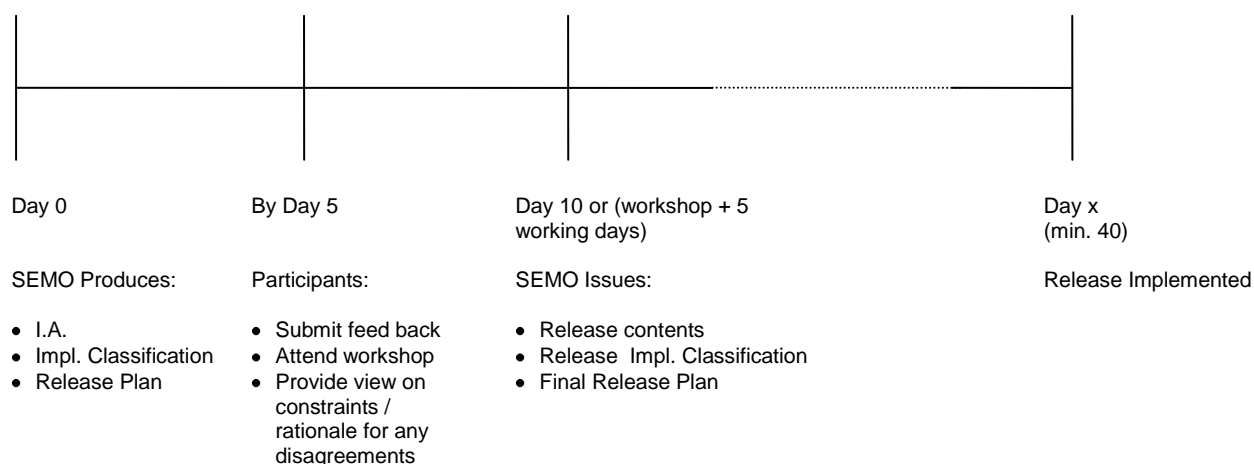 Day 0
By Day 5
Day 10 or (workshop + 5
working days)
Day x
(min. 40)
SEMO Produces:
Participants:
SEMO Issues:
Release Implemented
• I.A.
• Impl. Classification
• Release Plan
• Submit feed back
• Attend workshop
• Provide view on
constraints /
rationale for any
disagreements
• Release contents
• Release Impl. Classification
• Final Release Plan